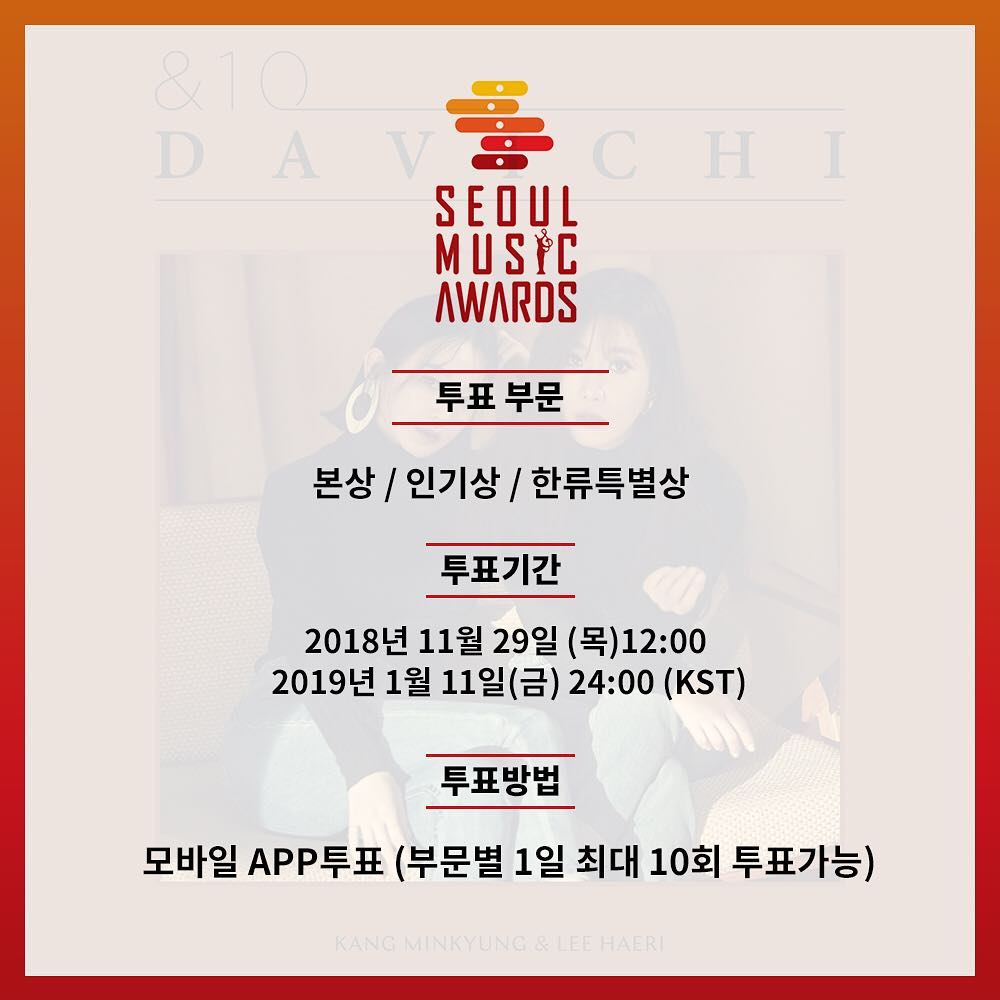 &10
DAVICHI
SEOUL
MUSIC
AWARDS
투표 부문
본상 / 인기상 / 한류특별상
투표기간
2018년 11월 29일 (목)12:00
2019년 1월 11일(금) 24:00 (KST)
투표방법
모바일 APP투표 (부문별 1일 최대 10회 투표가능)
KANG MINKYUNG & LEE HAERI